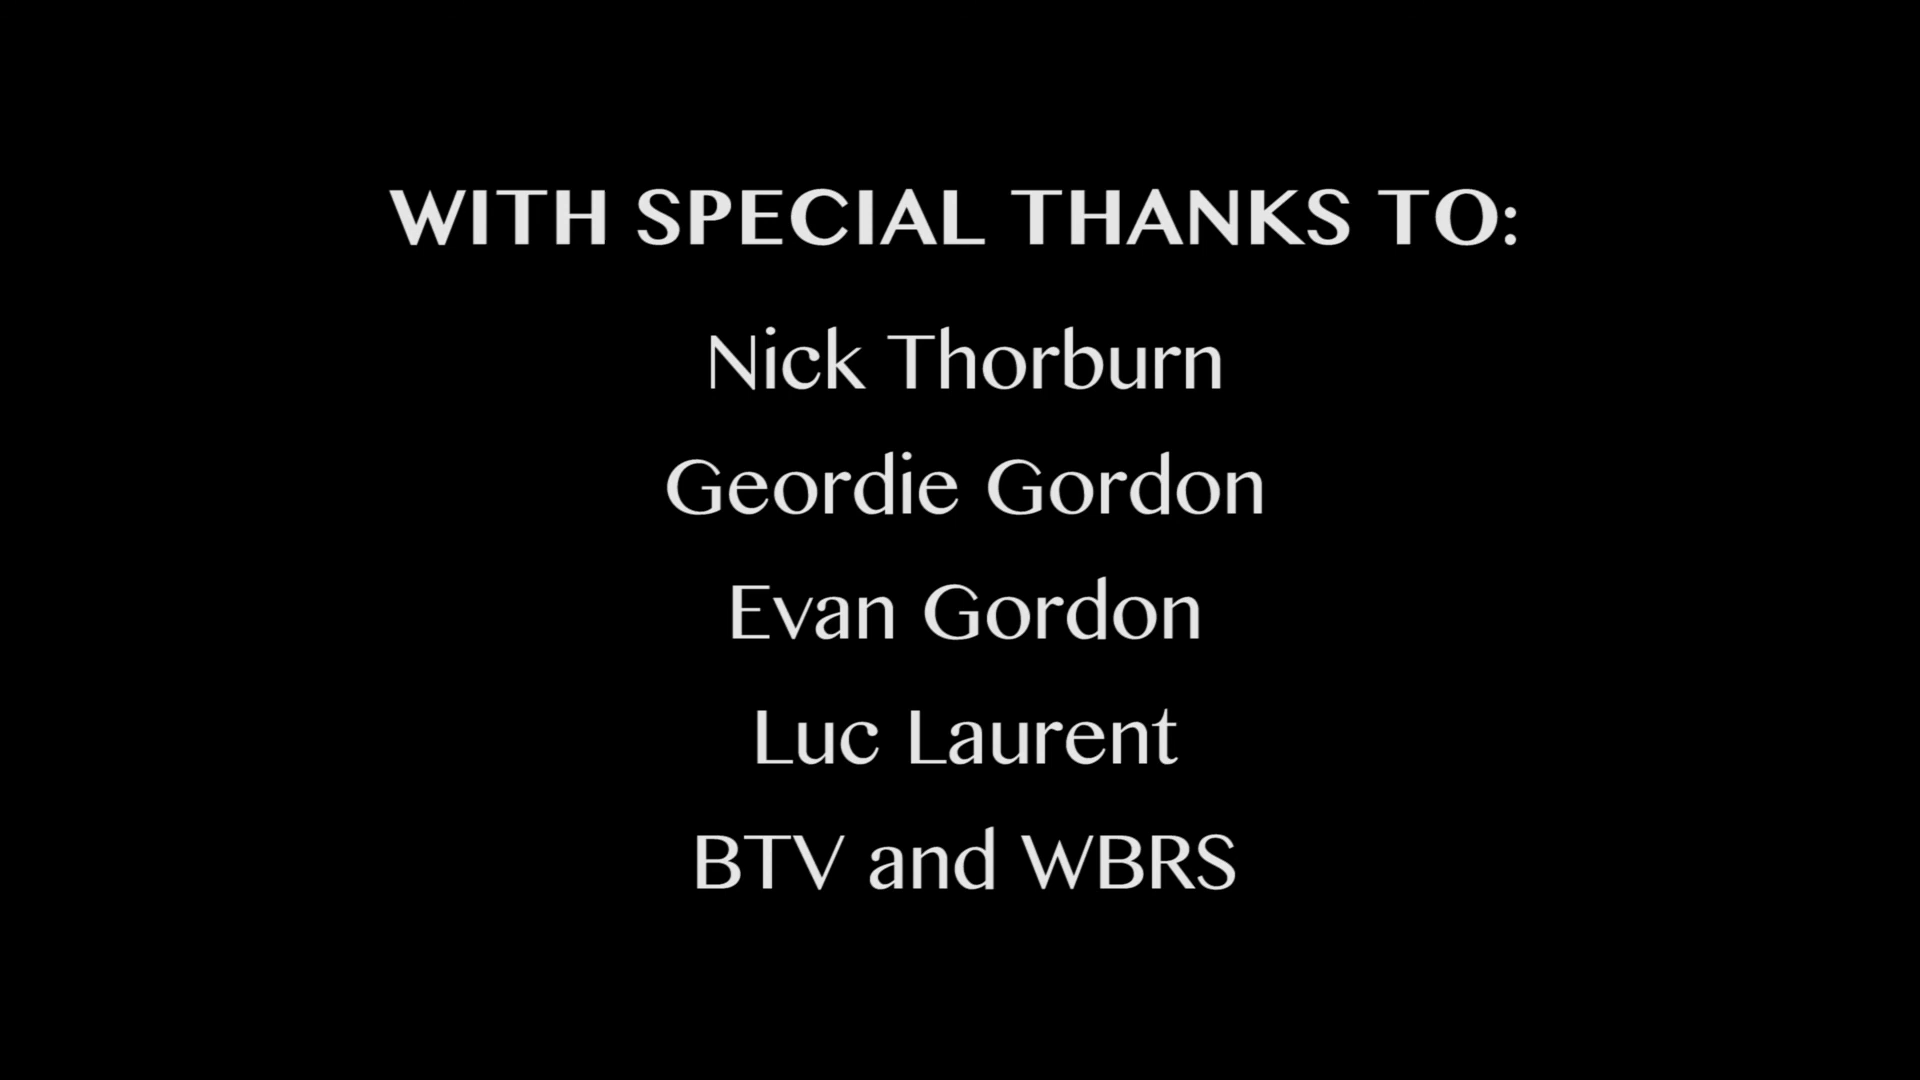 WITH SPECIAL THANKS TO:
Nick Thorburn
Geordie Gordon
Evan Gordon
Luc Laurent
BTV and WBRS